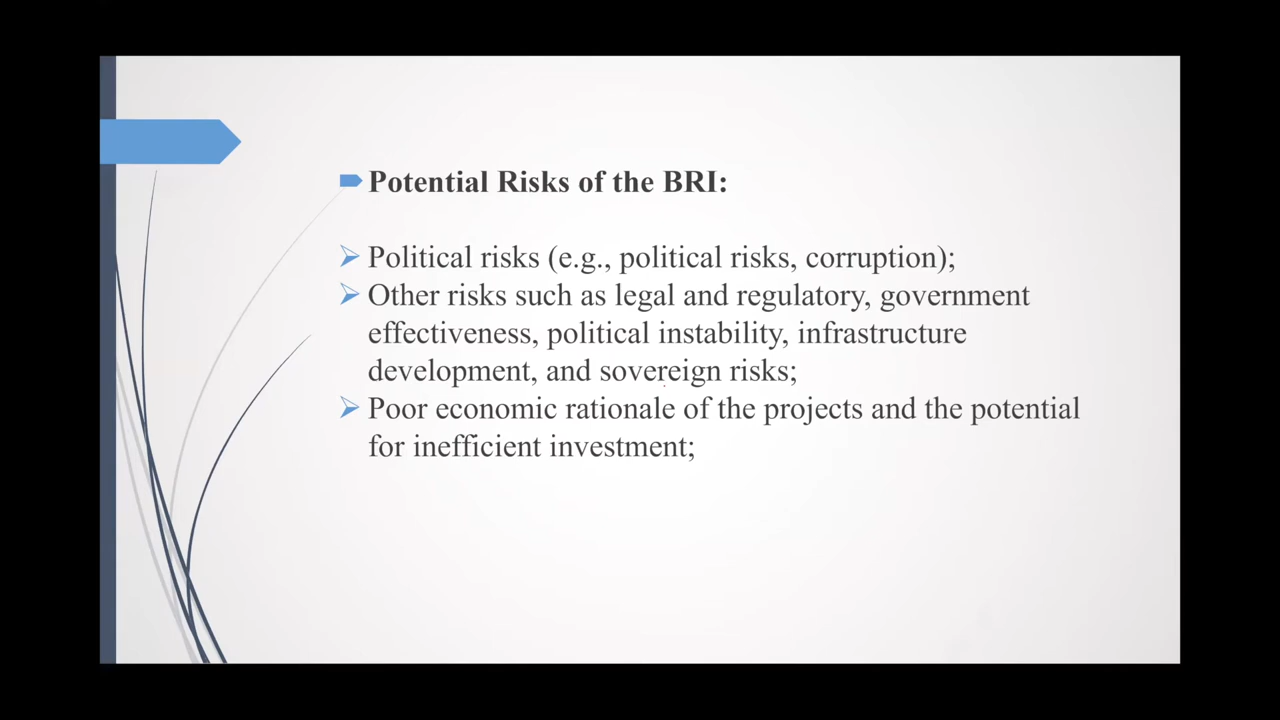 Potential Risks of the BRI:
Political risks (e.g., political risks, corruption);
Other risks such as legal and regulatory, government
effectiveness, political instability, infrastructure
development, and sovereign risks;
Poor economic rationale of the projects and the potential
for inefficient investment;